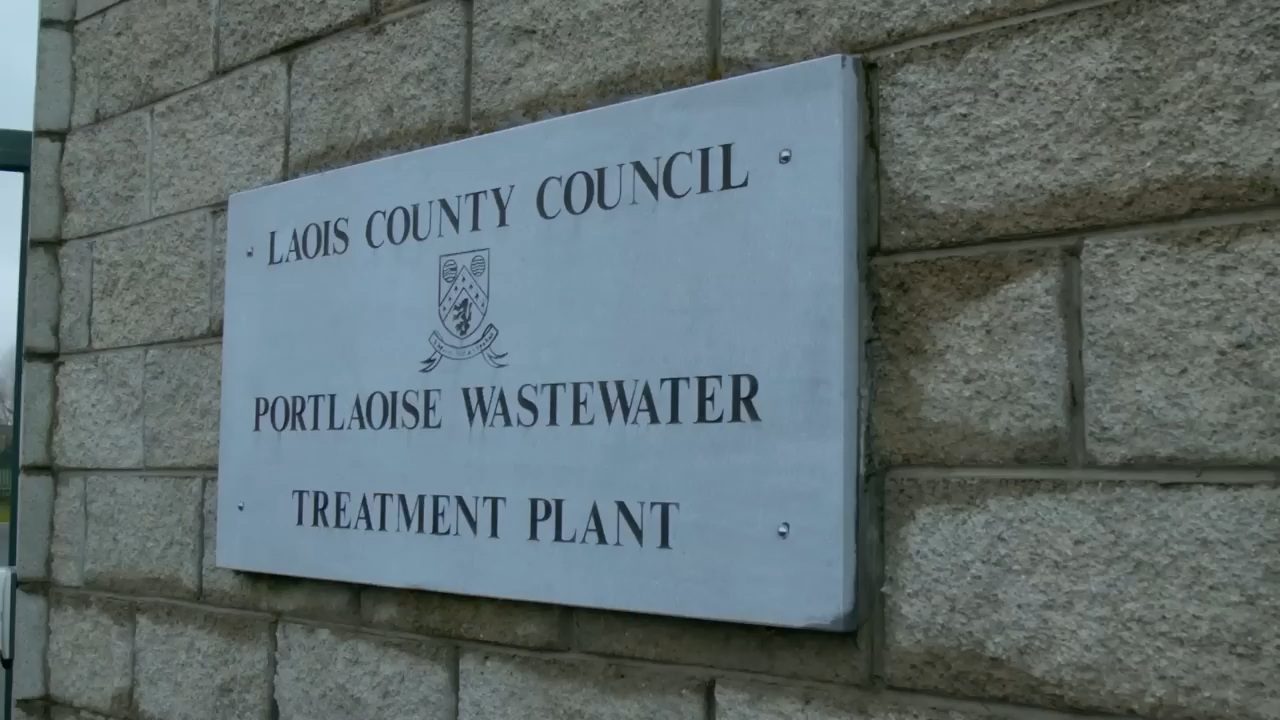 LAOIS COUNTY COUNCIL
PORTLAOISE WASTEWATER
TREATMENT PLANT